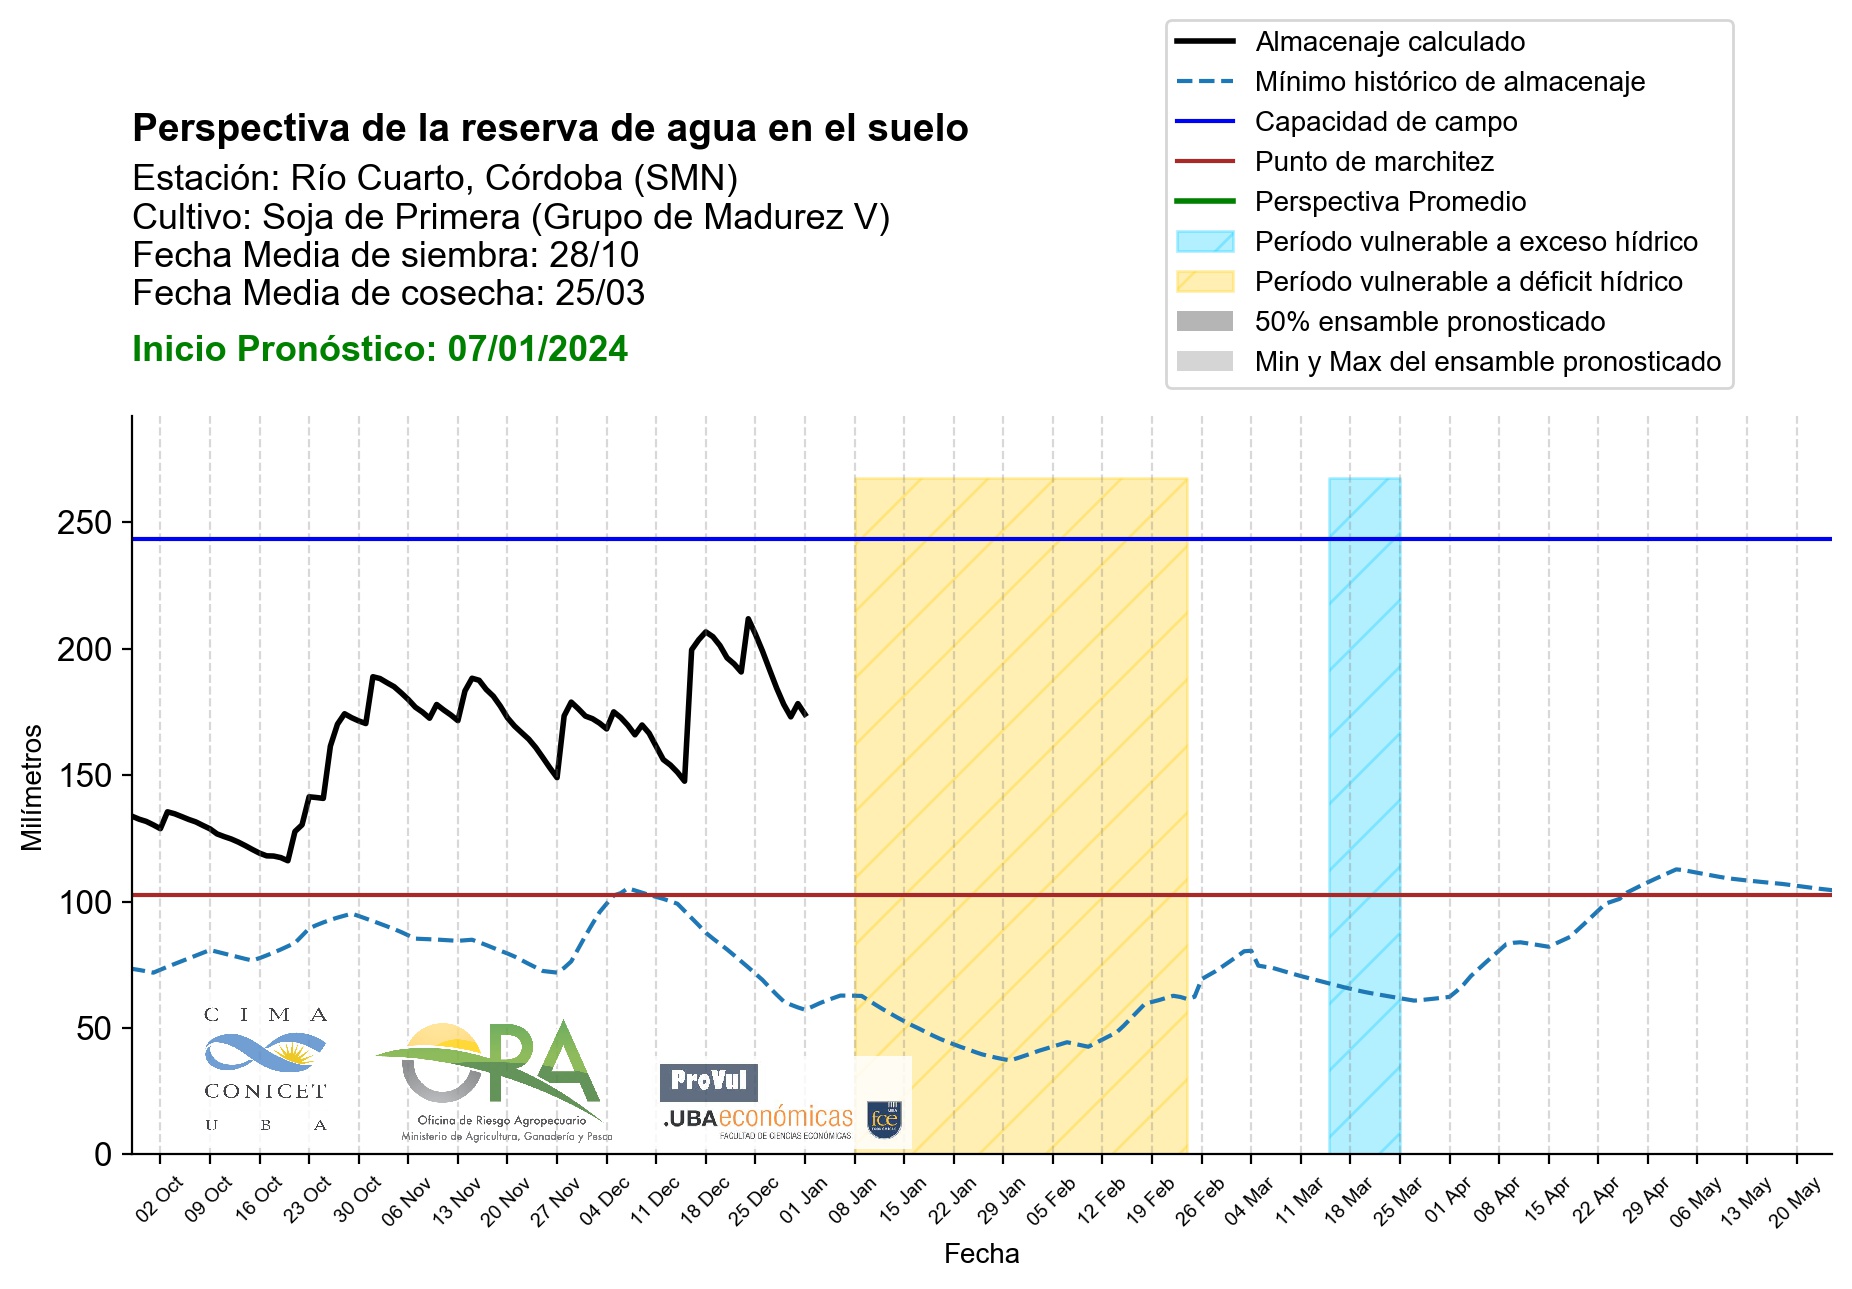 Almacenaje calculado
Mínimo histórico de almacenaje
Capacidad de campo
Punto de marchitez
Perspectiva Promedio
Período vulnerable a exceso hídrico
Período vulnerable a déficit hídrico
50% ensamble pronosticado
Min y Max del ensamble pronosticado
Perspectiva de la reserva de agua en el suelo
Estación: Río Cuarto, Córdoba (SMN)
Cultivo: Soja de Primera (Grupo de Madurez V)
Fecha Media de siembra: 28/10
Fecha Media de cosecha: 25/03
Inicio Pronóstico: 07/01/2024
Milímetros
250
200
150
100
50
0
CIMA
CONICET
UBA
OPA
Oficina de Riesgo Agropecuario
Ministerio de Agricultura, Ganadería y Pesca
ProVul
.UBAeconómicas
FACULTAD DE CIENCIAS ECONÓMICAS
fce
02 Oct
09 Oct
16 Oct
23 Oct
30 Oct
06 Nov
13 Nov
20 Nov
27 Nov
04 Dec
11 Dec
18 Dec
25 Dec
01 Jan
08 Jan
15 Jan
22 Jan
29 Jan
05 Feb
12 Feb
19 Feb
26 Feb
04 Mar
11 Mar
18 Mar
25 Mar
01 Apr
08 Apr
15 Apr
22 Apr
29 Apr
06 May
13 May
20 May
Fecha